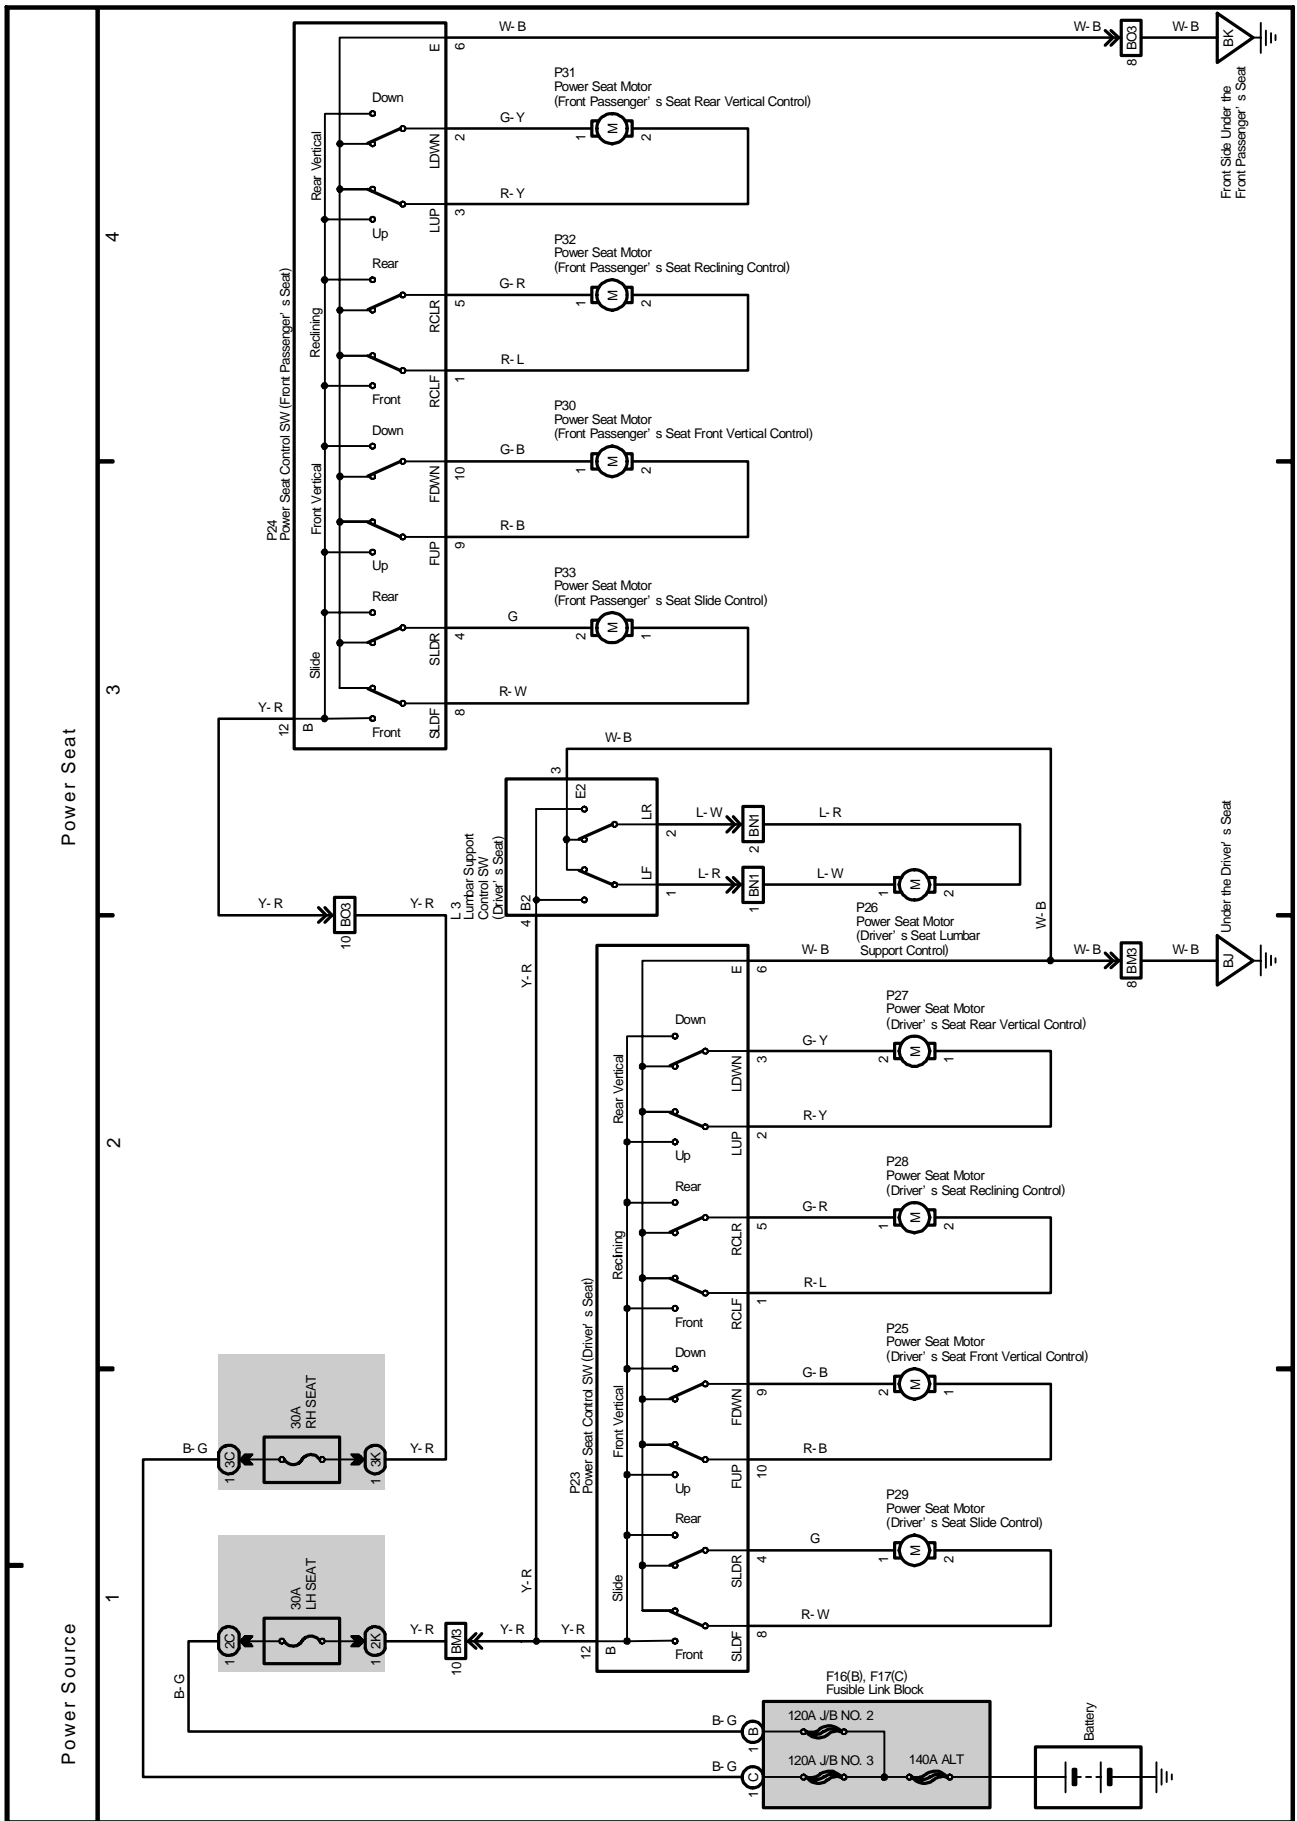 Power Source
Power Seat
1
2
3
4
F16(B), F17(C)
Fusible Link Block
120A J/B NO. 2
120A J/B NO. 3
140A ALT
Battery
B-G
1
B
B-G
1
C
B-G
B-G
1
2C
30A
LH SEAT
1
2K
1
3C
30A
RH SEAT
1
3K
Y-R
10
BM3
Y-R
Y-R
Y-R
Y-R
Y-R
10
BO3
Y-R
Y-R
P23
Power Seat Control SW (Driver's Seat)
12
B
Slide
Front
Rear
Front Vertical
Up
Down
Reclining
Front
Rear
Rear Vertical
Up
Down
SLDF
SLDR
FUP
FDWN
RCLF
RCLR
LUP
LDWN
E
8
4
10
9
1
5
2
3
6
R-W
G
R-B
G-B
R-L
G-R
R-Y
G-Y
W-B
P29
Power Seat Motor
(Driver's Seat Slide Control)
M
1
2
P25
Power Seat Motor
(Driver's Seat Front Vertical Control)
M
2
1
P28
Power Seat Motor
(Driver's Seat Reclining Control)
M
1
2
P27
Power Seat Motor
(Driver's Seat Rear Vertical Control)
M
2
1
P26
Power Seat Motor
(Driver's Seat Lumbar
Support Control)
M
1
2
L 3
Lumbar Support
Control SW
(Driver's Seat)
4
B2
E2
3
LF
LR
1
2
L-R
L-W
1
BN1
2
BN1
L-W
L-R
W-B
W-B
W-B
8
BM3
W-B
BJ
Under the Driver's Seat
P24
Power Seat Control SW (Front Passenger's Seat)
12
B
Slide
Front
Rear
Front Vertical
Up
Down
Reclining
Front
Rear
Rear Vertical
Up
Down
SLDF
SLDR
FUP
FDWN
RCLF
RCLR
LUP
LDWN
E
8
4
9
10
1
5
3
2
6
R-W
G
R-B
G-B
R-L
G-R
R-Y
G-Y
W-B
P33
Power Seat Motor
(Front Passenger's Seat Slide Control)
M
2
1
P30
Power Seat Motor
(Front Passenger's Seat Front Vertical Control)
M
1
2
P32
Power Seat Motor
(Front Passenger's Seat Reclining Control)
M
1
2
P31
Power Seat Motor
(Front Passenger's Seat Rear Vertical Control)
M
1
2
W-B
8
BO3
W-B
BK
Front Side Under the
Front Passenger's Seat